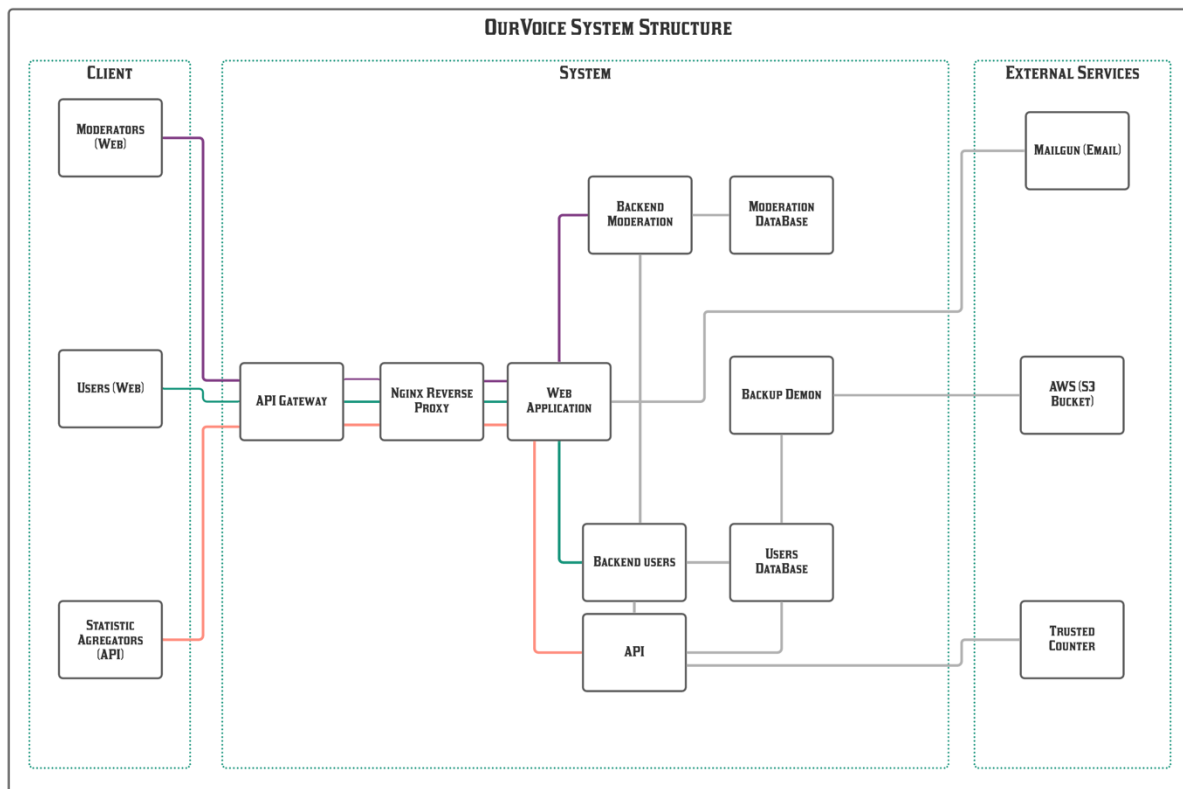 OurVoice System Structure
Client
System
External Services
Moderators
(Web)
Mailgun (Email)
Backend
Moderation
Moderation
DataBase
Users (Web)
API Gateway
Nginx Reverse
Proxy
Web
Application
Backup Demon
AWS (S3
Bucket)
Backend users
Users
DataBase
Statistic
Agregators
(API)
API
Trusted
Counter